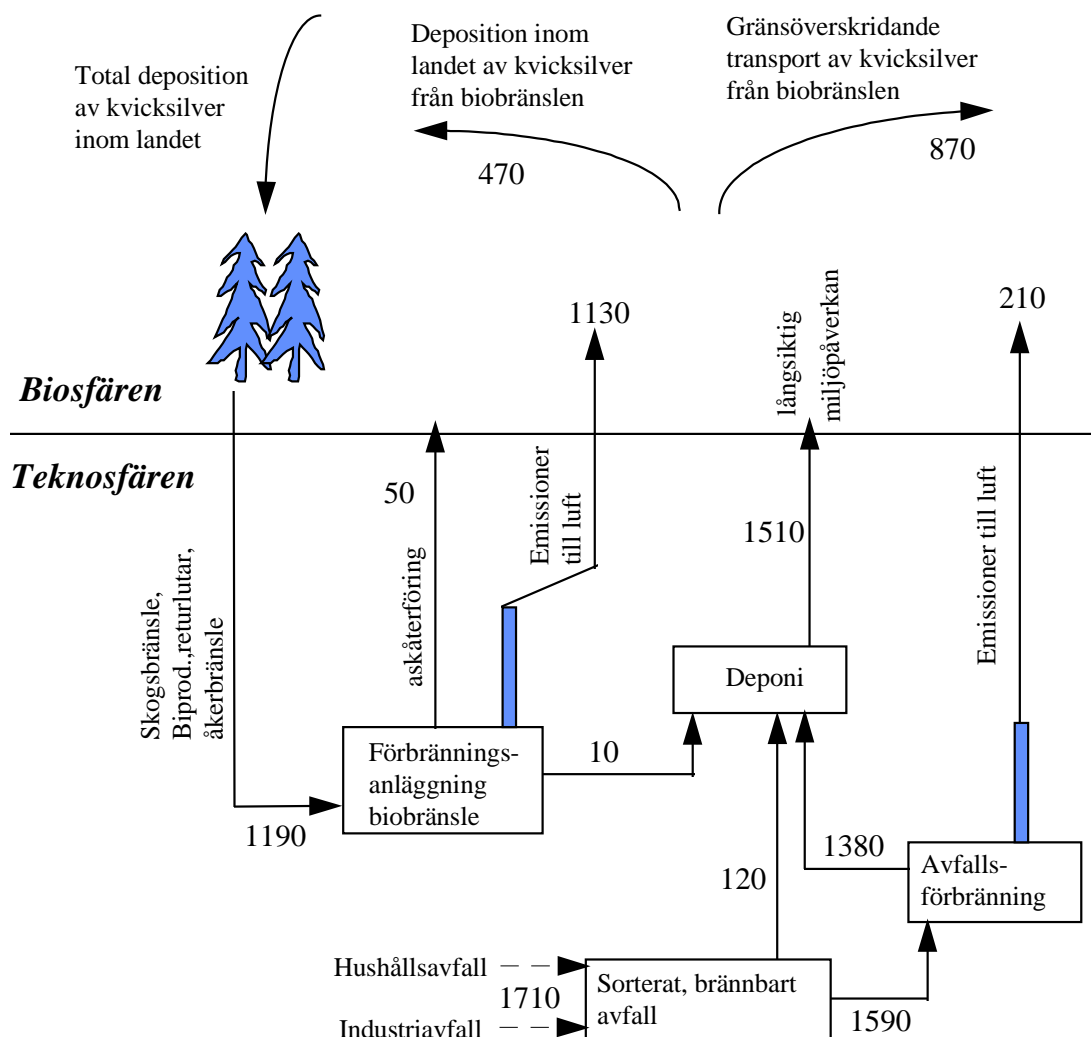 Total deposition
av kvicksilver
inom landet
Deposition inom
landet av kvicksilver
från biobränslen
470
Gränsöverskridande
transport av kvicksilver
från biobränslen
870
1130
210
långsiktig
miljöpåverkan
Biosfären
Teknosfären
50
Emissioner
till luft
1510
Emissioner till luft
Skogsbränsle,
Biprod.,returlutar,
åkerbränsle
askåterföring
Deponi
Förbrännings-
anläggning
biobränsle
10
1190
120
1380
Avfalls-
förbränning
Hushållsavfall
1710
Industriavfall
Sorterat, brännbart
avfall
1590